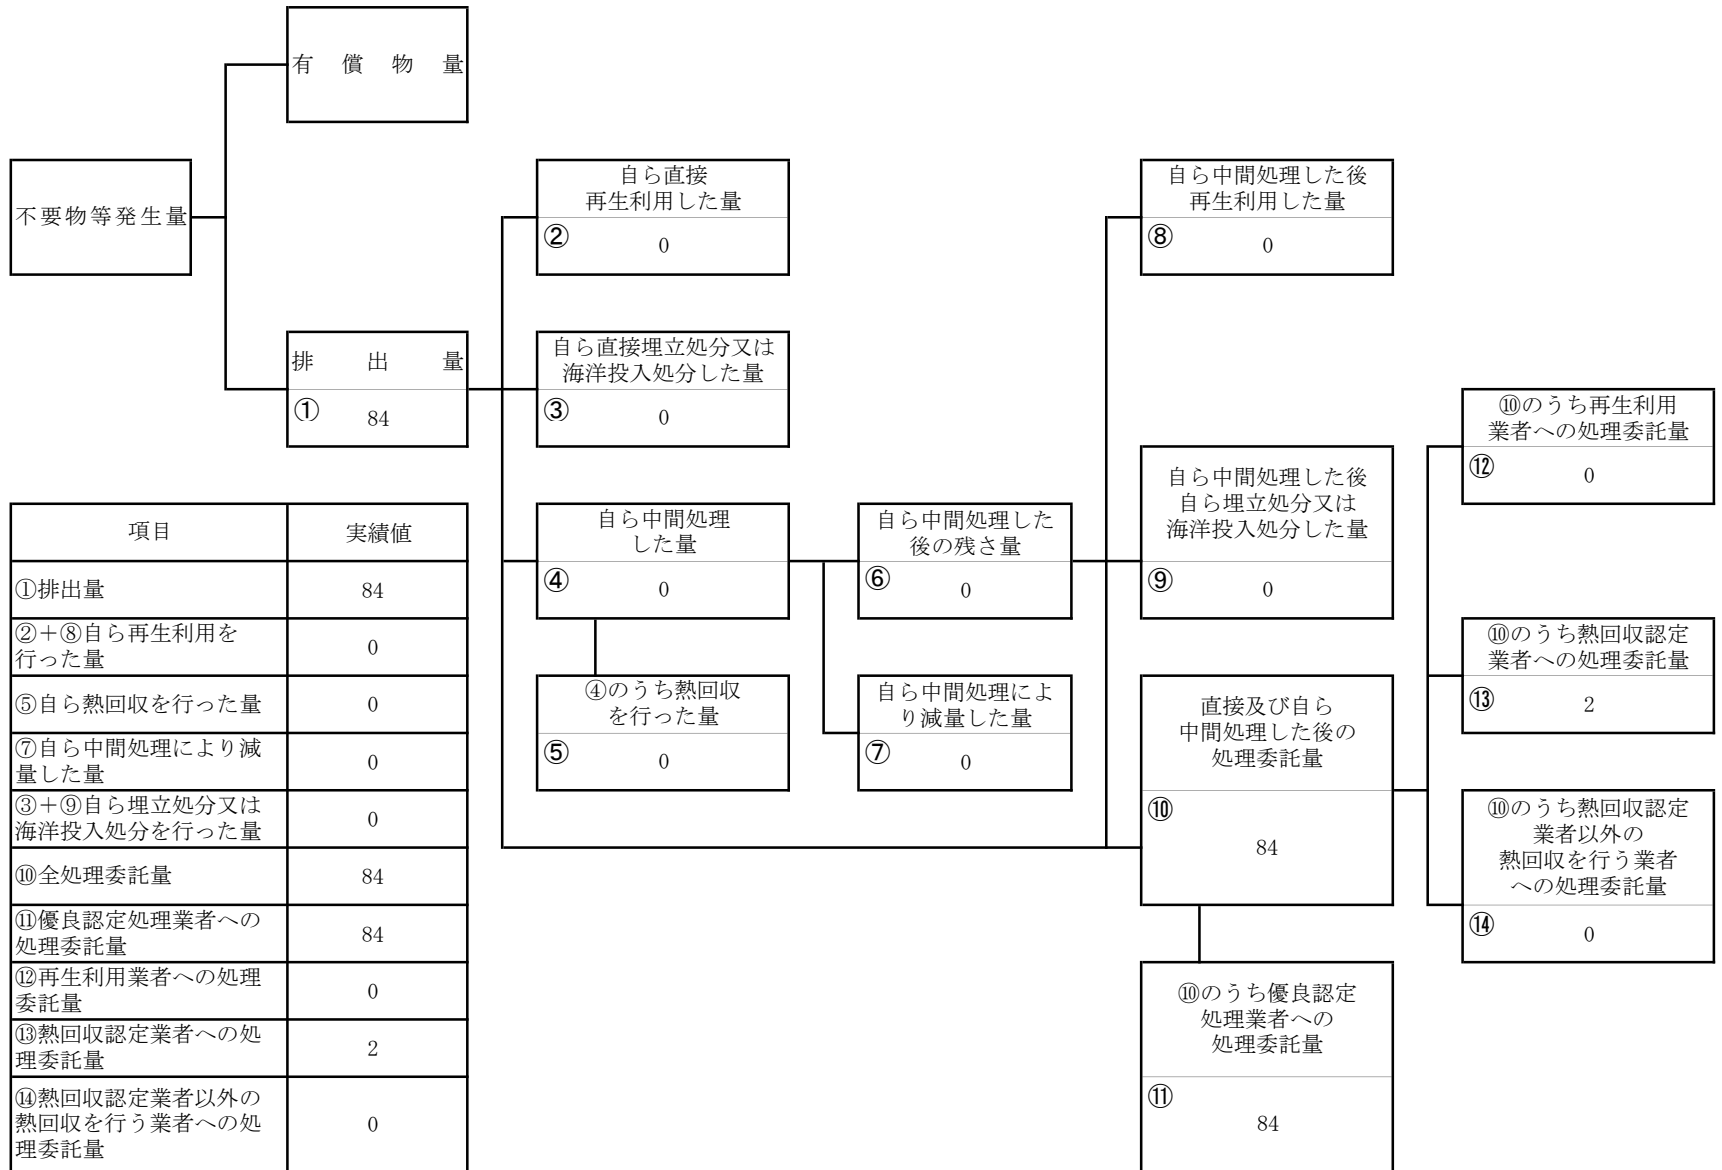 有償物量
不要物等発生量
排出量
①
84
自ら直接
再生利用した量
②
0
自ら直接埋立処分又は
海洋投入処分した量
③
0
自ら中間処理
した量
④
0
④のうち熱回収
を行った量
⑤
0
自ら中間処理した
後の残さ量
⑥
0
自ら中間処理によ
り減量した量
⑦
0
自ら中間処理した後
再生利用した量
⑧
0
自ら中間処理した後
自ら埋立処分又は
海洋投入処分した量
⑨
0
直接及び自ら
中間処理した後の
処理委託量
⑩
84
⑩のうち優良認定
処理業者への
処理委託量
⑪
84
⑩のうち再生利用
業者への処理委託量
⑫
0
⑩のうち熱回収認定
業者への処理委託量
⑬
2
⑩のうち熱回収認定
業者以外の
熱回収を行う業者
への処理委託量
⑭
0
項目 実績値
①排出量 84
②＋⑧自ら再生利用を
行った量
0
⑤自ら熱回収を行った量 0
⑦自ら中間処理により減
量した量
0
③＋⑨自ら埋立処分又は
海洋投入処分を行った量
0
⑩全処理委託量 84
⑪優良認定処理業者への
処理委託量
84
⑫再生利用業者への処理
委託量
0
⑬熱回収認定業者への処
理委託量
2
⑭熱回収認定業者以外の
熱回収を行う業者への処
理委託量
0